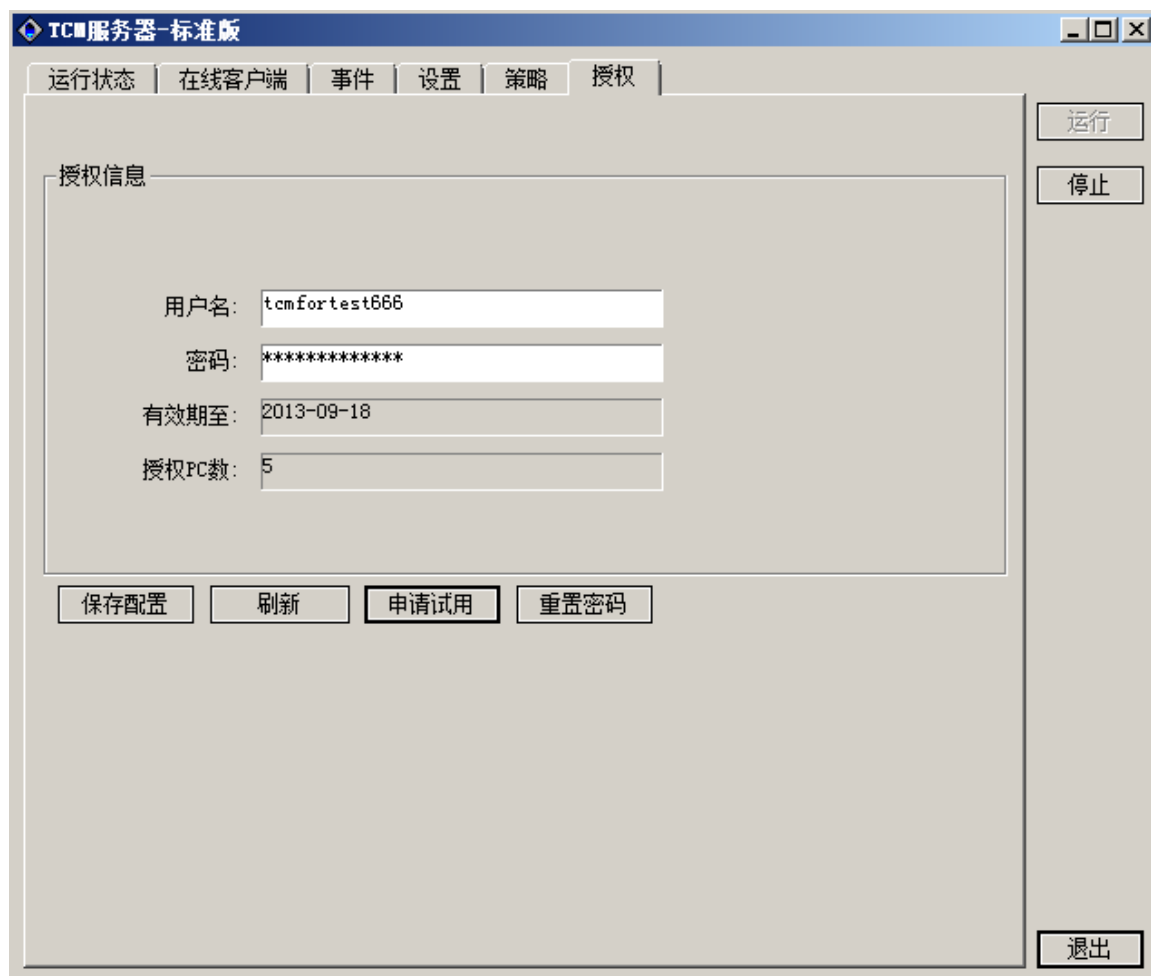 TCM服务器-标准版
运行状态 在线客户端 事件 设置 策略 授权
运行
停止
授权信息
用户名: tcmfortest666
密码: *************
有效期至: 2013-09-18
授权PC数: 5
保存配置 刷新 申请试用 重置密码
退出